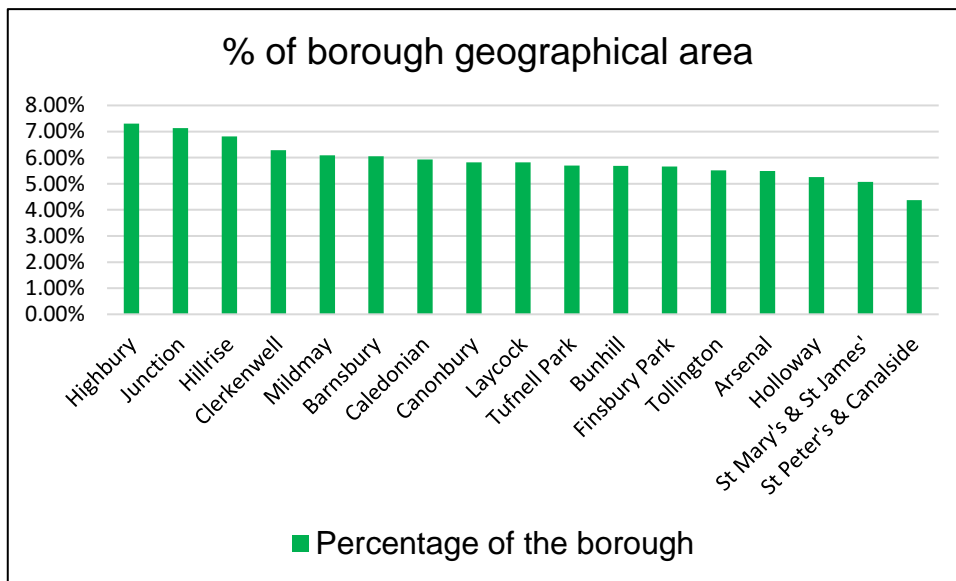 % of borough geographical area
8.00%
7.00%
6.00%
5.00%
4.00%
3.00%
2.00%
1.00%
0.00%
Highbury
Junction
Hillrise
Clerkenwell
Mildmay
Barnsbury
Caledonian
Canonbury
Laycock
Tufnell Park
Bunhill
Finsbury Park
Tollington
Arsenal
Holloway
St Mary's & St James'
St Peter's & Canalside
Percentage of the borough